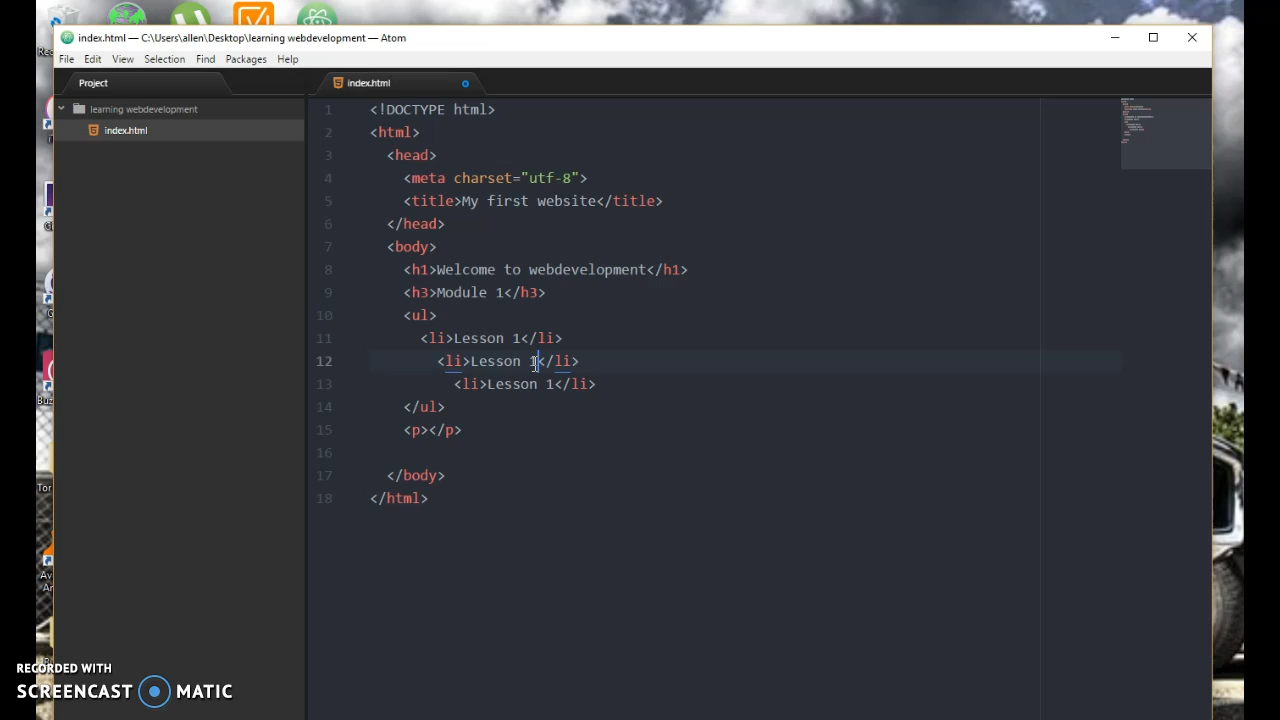 index.html — C:\Users\allen\Desktop\learning webdevelopment — Atom
File Edit View Selection Find Packages Help
Project
index.html
learning webdevelopment
index.html
1 <!DOCTYPE html>
2 <html>
3 <head>
4 <meta charset="utf-8">
5 <title>My first website</title>
6 </head>
7 <body>
8 <h1>Welcome to webdevelopment</h1>
9 <h3>Module 1</h3>
10 <ul>
11 <li>Lesson 1</li>
12 <li>Lesson 1</li>
13 <li>Lesson 1</li>
14 </ul>
15 <p></p>
16
17 </body>
18 </html>
Tor
RECORDED WITH
SCREENCAST MATIC